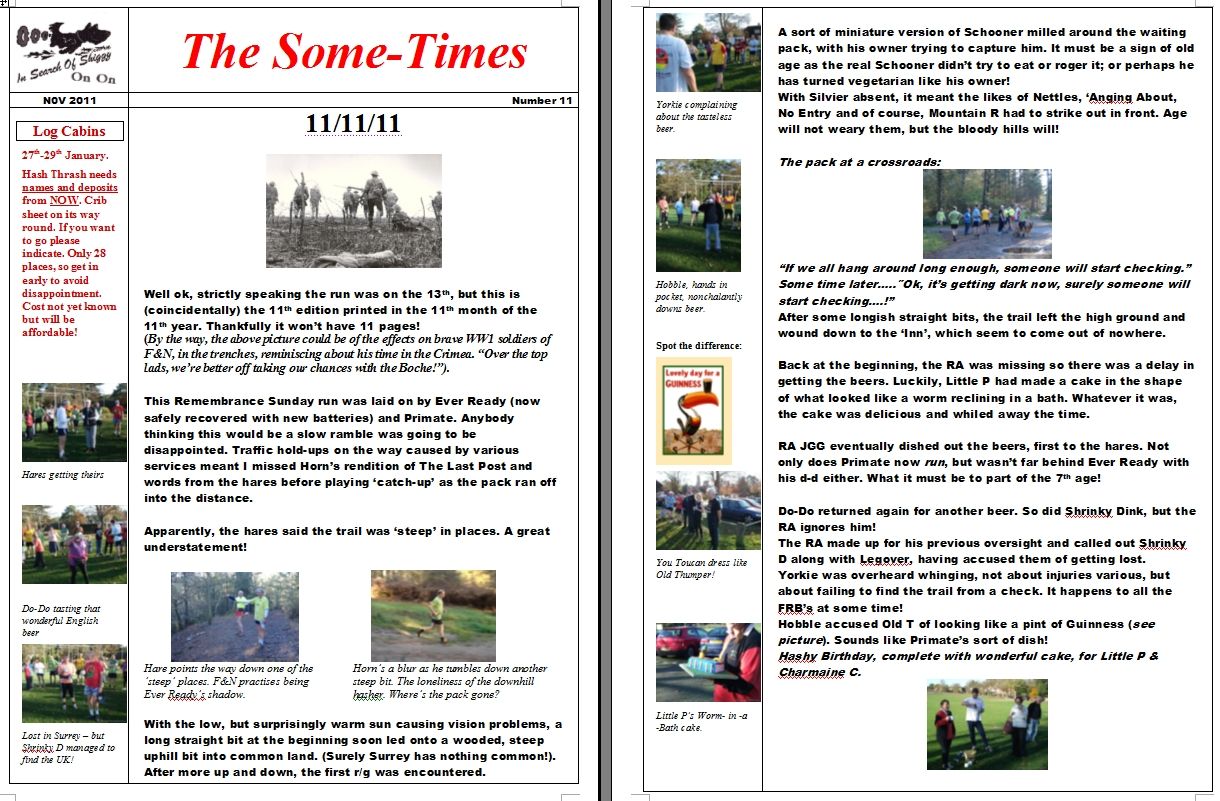 In Search Of Shiggy
On On
The Some-Times
NOV 2011
Number 11
Log Cabins
27th-29th January.
Hash Thrash needs
names and deposits
from NOW. Crib
sheet on its way
round. If you want
to go please
indicate. Only 28
places, so get in
early to avoid
disappointment.
Cost not yet known
but will be
affordable!
Hares getting theirs
Do-Do tasting that
wonderful English
beer
Lost in Surrey – but
Shrinky D managed to
find the UK!
11/11/11
Well ok, strictly speaking the run was on the 13th, but this is
(coincidentally) the 11th edition printed in the 11th month of the
11th year. Thankfully it won’t have 11 pages!
(By the way, the above picture could be of the effects on brave WW1 soldiers of
F&N, in the trenches, reminiscing about his time in the Crimea. “Over the top
lads, we’re better off taking our chances with the Boche!”).
This Remembrance Sunday run was laid on by Ever Ready (now
safely recovered with new batteries) and Primate. Anybody
thinking this would be a slow ramble was going to be
disappointed. Traffic hold-ups on the way caused by various
services meant I missed Horn’s rendition of The Last Post and
words from the hares before playing ‘catch-up’ as the pack ran off
into the distance.
Apparently, the hares said the trail was ‘steep’ in places. A great
understatement!
Hare points the way down one of the
‘steep’ places. F&N practises being
Ever Ready’s shadow.
Horn’s a blur as he tumbles down another
steep bit. The loneliness of the downhill
hasher. Where’s the pack gone?
With the low, but surprisingly warm sun causing vision problems, a
long straight bit at the beginning soon led onto a wooded, steep
uphill bit into common land. (Surely Surrey has nothing common!).
After more up and down, the first r/g was encountered.
Yorkie complaining
about the tasteless
beer.
Hobble, hands in
pocket, nonchalantly
downs beer.
Spot the difference:
Lovely day for a
GUINNESS
You Toucan dress like
Old Thumper!
Little P’s Worm- in -a
-Bath cake.
A sort of miniature version of Schooner milled around the waiting
pack, with his owner trying to capture him. It must be a sign of old
age as the real Schooner didn’t try to eat or roger it; or perhaps he
has turned vegetarian like his owner!
With Silvier absent, it meant the likes of Nettles, ‘Anging About,
No Entry and of course, Mountain R had to strike out in front. Age
will not weary them, but the bloody hills will!
The pack at a crossroads:
“If we all hang around long enough, someone will start checking.”
Some time later…..”Ok, it’s getting dark now, surely someone will
start checking….!”
After some longish straight bits, the trail left the high ground and
wound down to the ‘Inn’, which seem to come out of nowhere.
Back at the beginning, the RA was missing so there was a delay in
getting the beers. Luckily, Little P had made a cake in the shape
of what looked like a worm reclining in a bath. Whatever it was,
the cake was delicious and whiled away the time.
RA JGG eventually dished out the beers, first to the hares. Not
only does Primate now run, but wasn’t far behind Ever Ready with
his d-d either. What it must be to part of the 7th age!
Do-Do returned again for another beer. So did Shrinky Dink, but the
RA ignores him!
The RA made up for his previous oversight and called out Shrinky
D along with Legover, having accused them of getting lost.
Yorkie was overheard whinging, not about injuries various, but
about failing to find the trail from a check. It happens to all the
FRB’s at some time!
Hobble accused Old T of looking like a pint of Guinness (see
picture). Sounds like Primate’s sort of dish!
Hashy Birthday, complete with wonderful cake, for Little P &
Charmaine C.